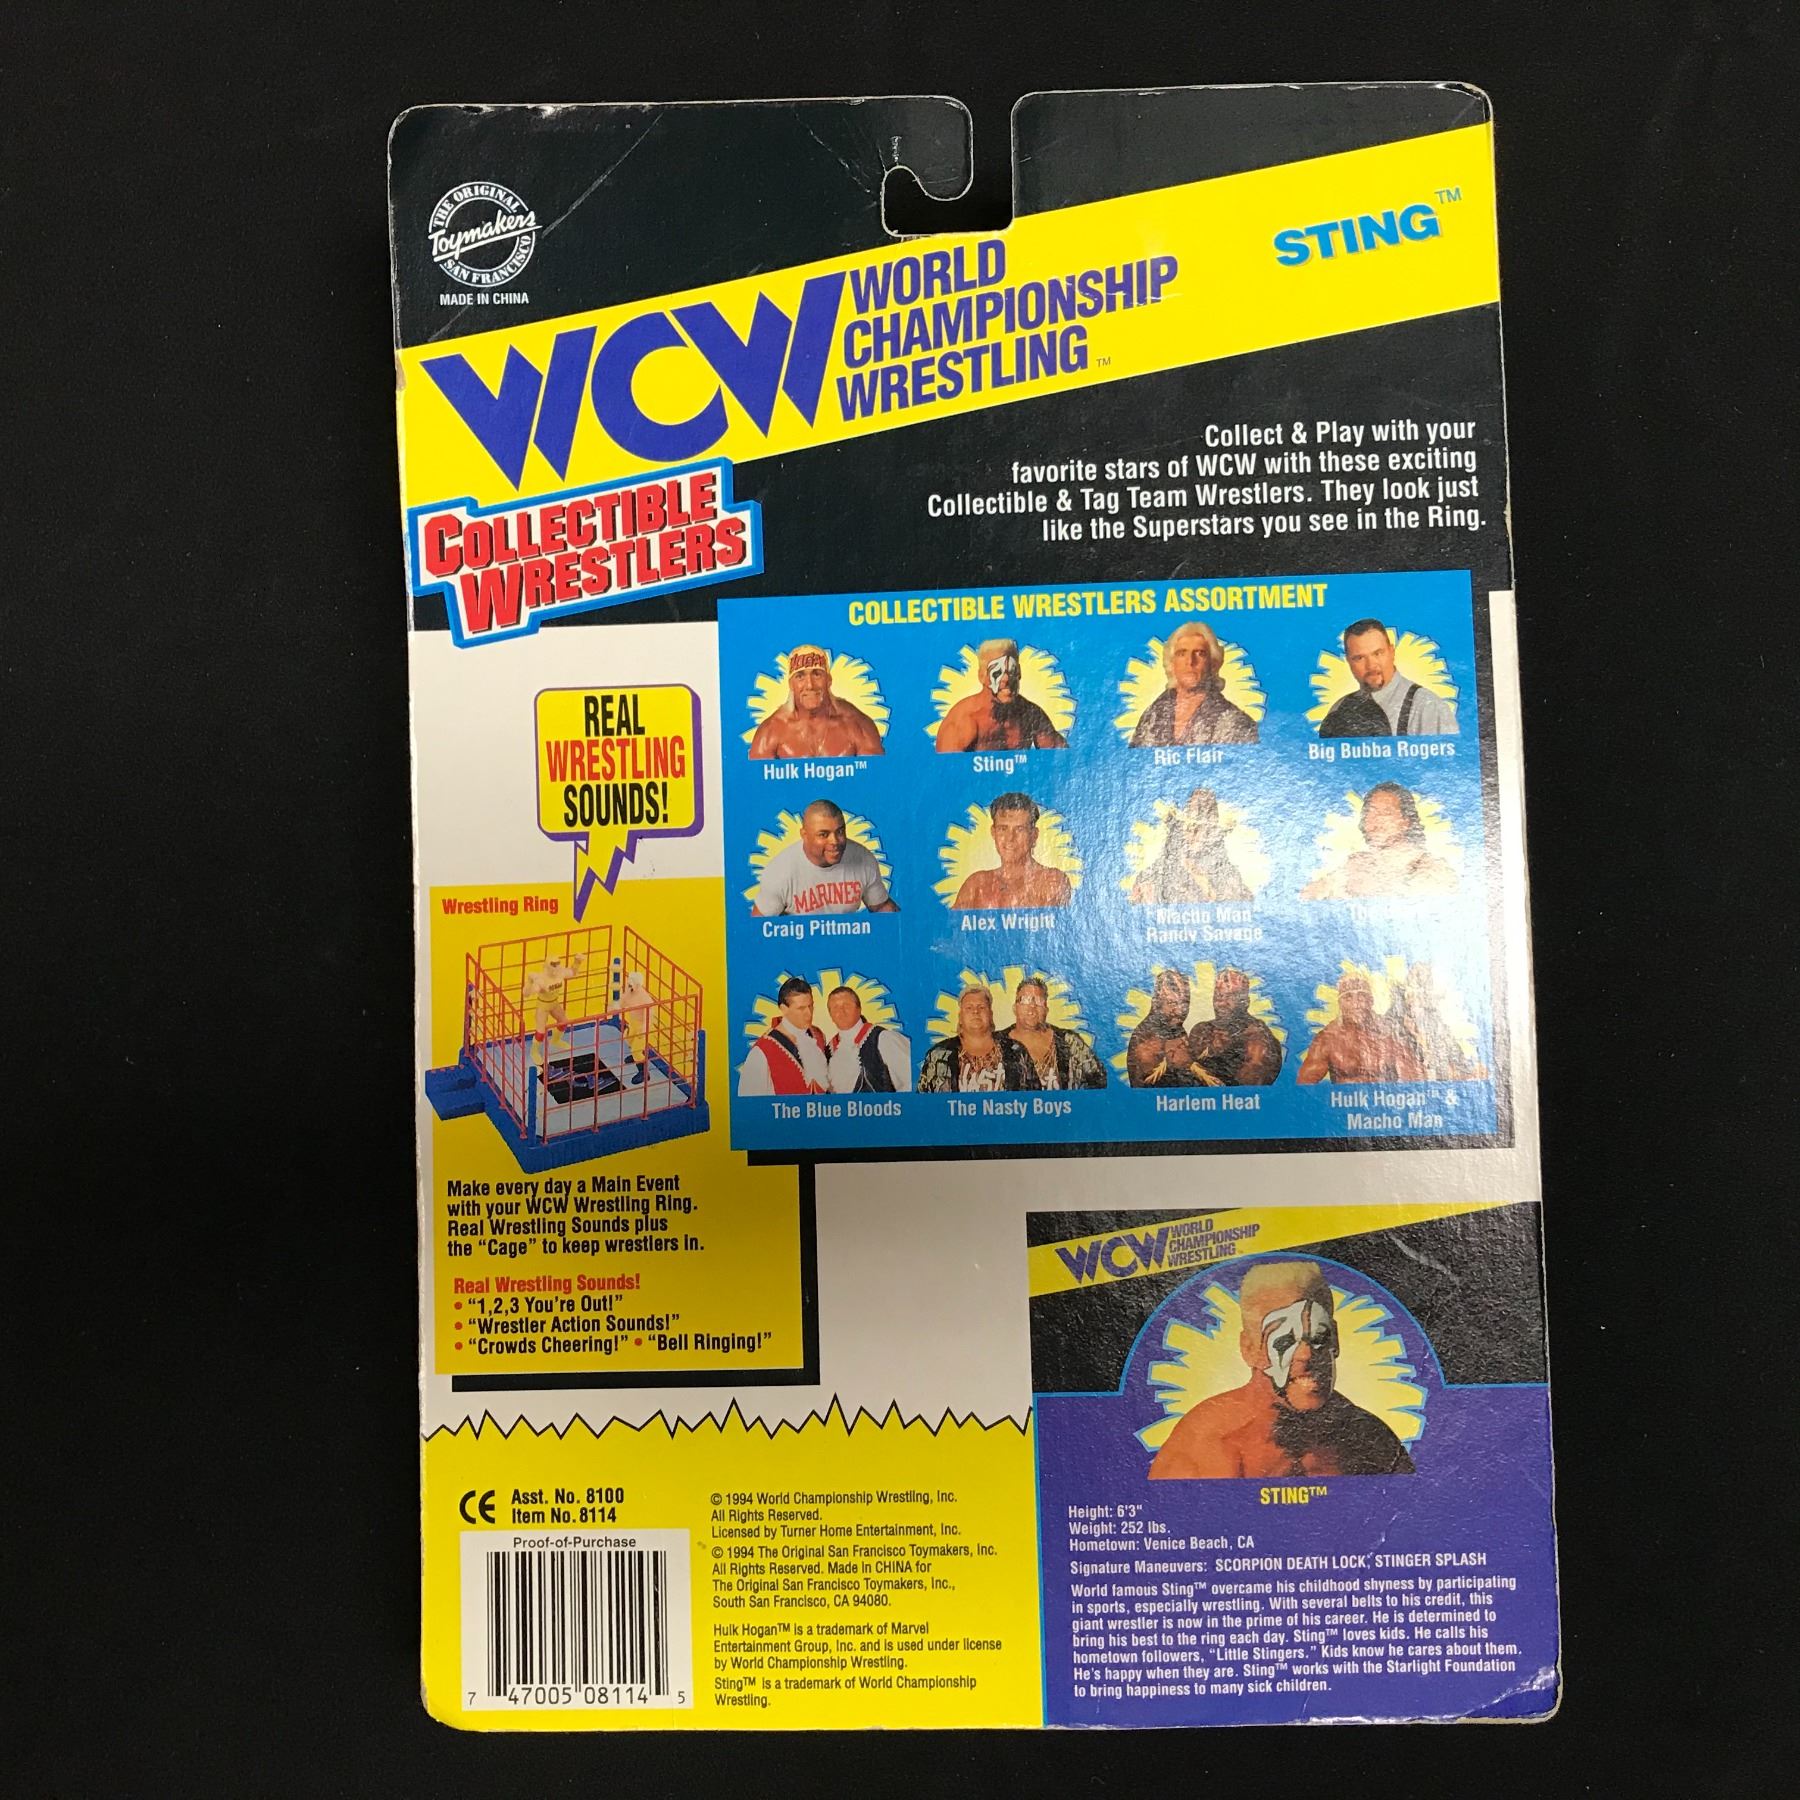 THE ORIGINAL
Toymakers
SAN FRANCISCO
MADE IN CHINA
WCW
WORLD
CHAMPIONSHIP
WRESTLING™
STING™
COLLECTIBLE
WRESTLERS
Collect & Play with your
favorite stars of WCW with these exciting
Collectible & Tag Team Wrestlers. They look just
like the Superstars you see in the Ring.
COLLECTIBLE WRESTLERS ASSORTMENT
Hulk Hogan™
Sting™
Ric Flair
Big Bubba Rogers
MARINES
Craig Pittman
Alex Wright
Macho Man
Randy Savage
The Blue Bloods
The Nasty Boys
Harlem Heat
Hulk Hogan™ &
Macho Man
REAL
WRESTLING
SOUNDS!
Wrestling Ring
Make every day a Main Event
with your WCW Wrestling Ring.
Real Wrestling Sounds plus
the “Cage” to keep wrestlers in.
Real Wrestling Sounds!
• “1,2,3 You're Out!”
• “Wrestler Action Sounds!”
• “Crowds Cheering!” • “Bell Ringing!”
CE
Asst. No. 8100
Item No. 8114
Proof-of-Purchase
7 47005 08114 5
© 1994 World Championship Wrestling, Inc.
All Rights Reserved.
Licensed by Turner Home Entertainment, Inc.
© 1994 The Original San Francisco Toymakers, Inc.
All Rights Reserved. Made in CHINA for
The Original San Francisco Toymakers, Inc.,
South San Francisco, CA 94080.
Hulk Hogan™ is a trademark of Marvel
Entertainment Group, Inc. and is used under license
by World Championship Wrestling.
Sting™ is a trademark of World Championship
Wrestling.
WCW
WORLD
CHAMPIONSHIP
WRESTLING
STING™
Height: 6'3"
Weight: 252 lbs.
Hometown: Venice Beach, CA
Signature Maneuvers: SCORPION DEATH LOCK, STINGER SPLASH
World famous Sting™ overcame his childhood shyness by participating
in sports, especially wrestling. With several belts to his credit, this
giant wrestler is now in the prime of his career. He is determined to
bring his best to the ring each day. Sting™ loves kids. He calls his
hometown followers, “Little Stingers.” Kids know he cares about them.
He's happy when they are. Sting™ works with the Starlight Foundation
to bring happiness to many sick children.